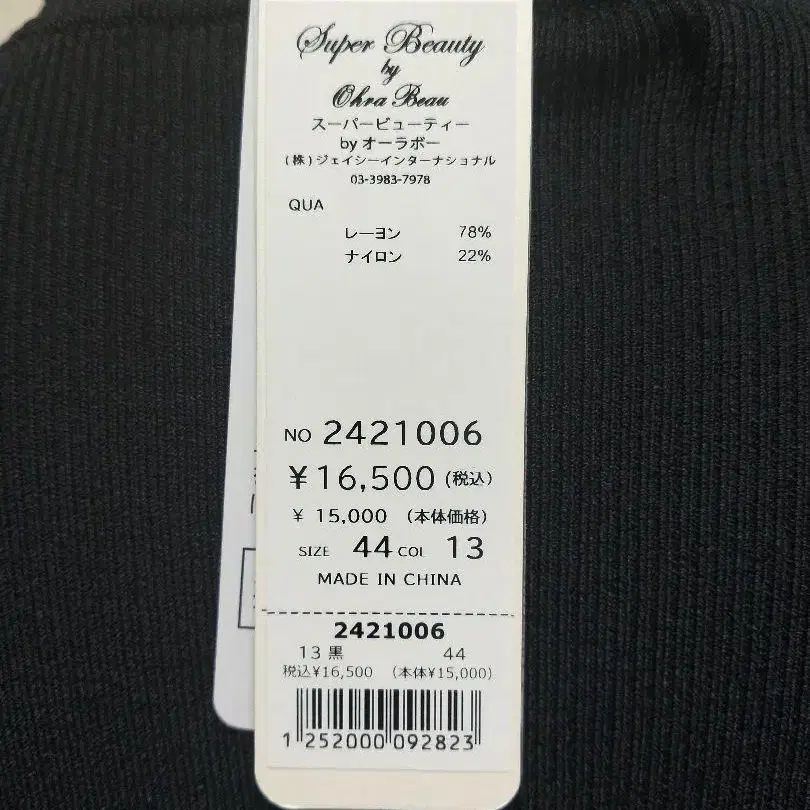 Super Beauty
by
Ohra Beau
スーパービューティー
by オーラボー
(株)ジェイシーインターナショナル
03-3983-7978
QUA
レーヨン 78%
ナイロン 22%
NO 2421006
¥16,500 (税込)
¥ 15,000 (本体価格)
SIZE 44 COL 13
MADE IN CHINA
2421006
13 黒 44
税込¥16,500 (本体¥15,000)
1 252000 092823